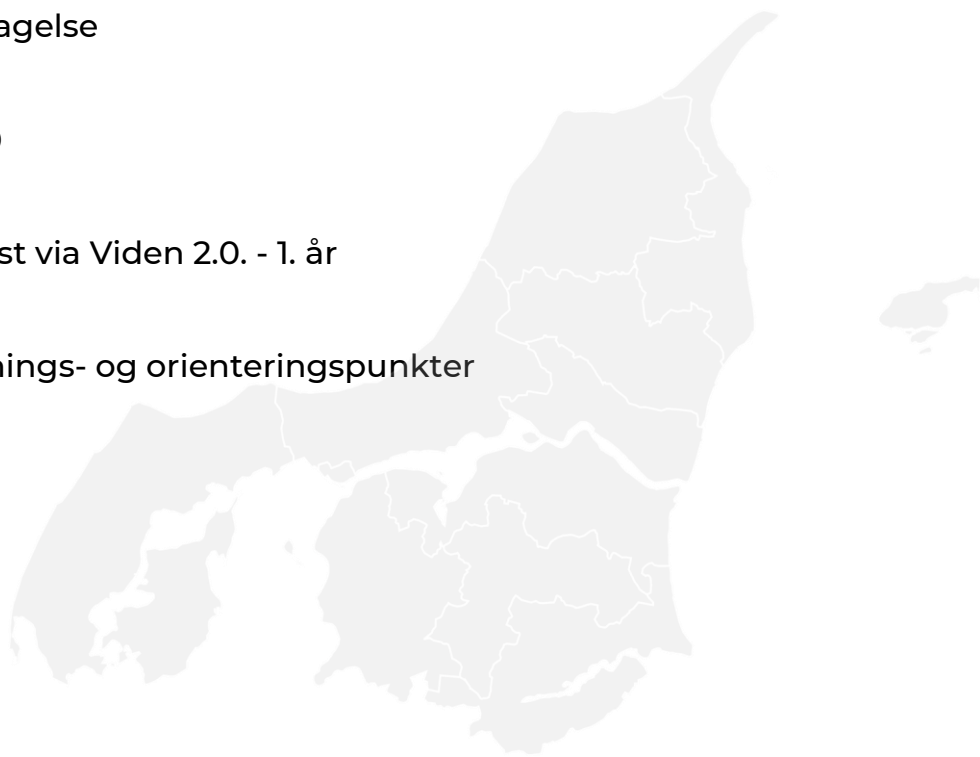 agelse
st via Viden 2.0. - 1. år
nings- og orienteringspunkter